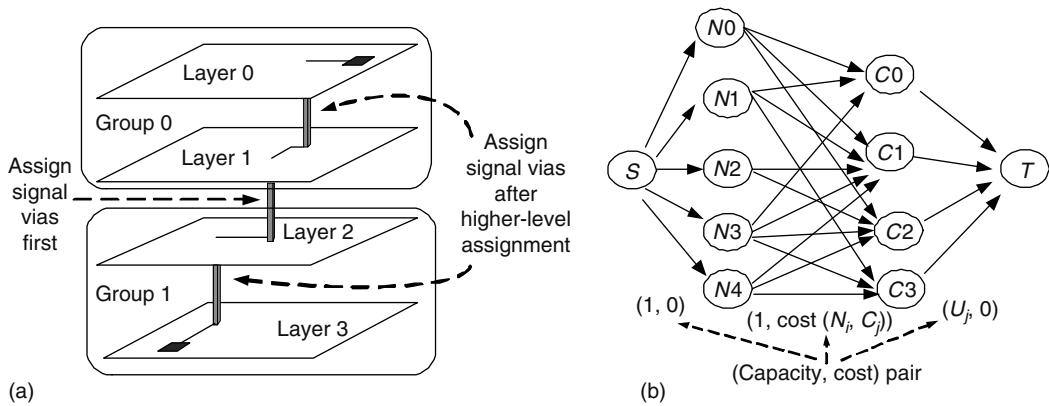 Layer 0
Group 0
Layer 1
Assign
signal
vias
first
Layer 2
Group 1
Layer 3
Assign
signal vias
after
higher-level
assignment
(a)
N0
N1
N2
N3
N4
S
C0
C1
C2
C3
T
(1, 0)
(1, cost (Ni, Cj))
(Uj, 0)
(Capacity, cost) pair
(b)